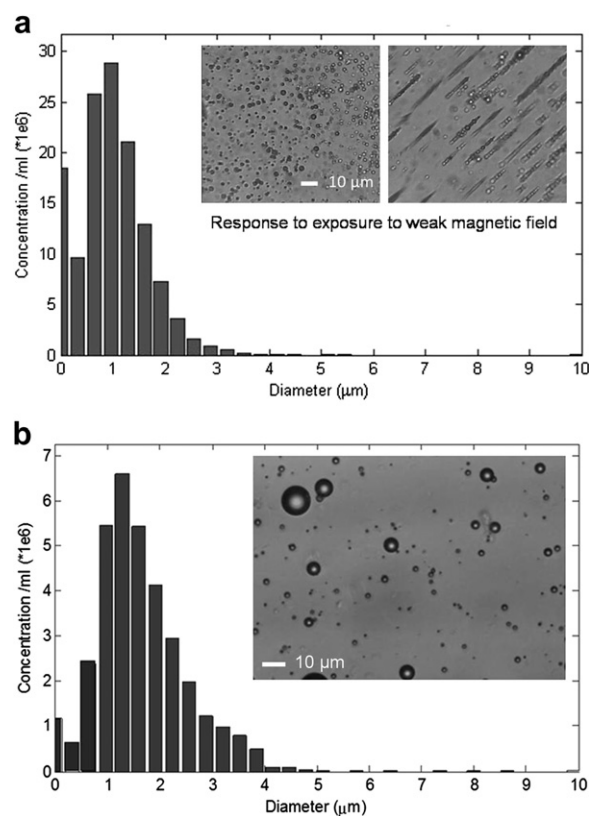 a
Concentration /ml (*1e6)
30
25
20
15
10
5
0
10 µm
Response to exposure to weak magnetic field
0 1 2 3 4 5 6 7 8 9 10
Diameter (µm)
b
Concentration /ml (*1e6)
7
6
5
4
3
2
1
0
10 µm
0 1 2 3 4 5 6 7 8 9 10
Diameter (µm)